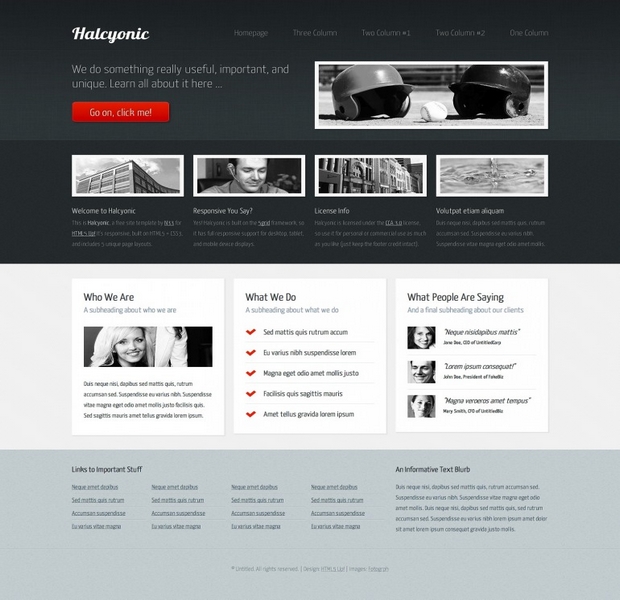 Halcyonic
Homepage Three Column Two Column #1 Two Column #2 One Column
We do something really useful, important, and
unique. Learn all about it here ...
Go on, click me!
Welcome to Halcyonic
This is Halcyonic, a free site template by for
HTML5 Up! It's responsive, built on HTML5 + CSS3,
and includes 5 unique page layouts.
Responsive You Say?
Yes! Halcyonic is built on the framework, so
it has full responsive support for desktop, tablet,
and mobile device displays.
License Info
Halcyonic is licensed under the CCA 3.0 license,
so use it for personal or commercial use as much
as you like (just keep the footer credit intact).
Volutpat etiam aliquam
Duis neque nisi, dapibus sed mattis quis, rutrum
accumsan sed. Suspendisse eu varius nibh.
Suspendisse vitae magna eget odio amet mollis.
Who We Are
A subheading about who we are
Duis neque nisi, dapibus sed mattis quis, rutrum
accumsan sed. Suspendisse eu varius nibh. Suspendisse
vitae magna eget odio amet mollis justo facilisis quis.
Sed sagittis mauris amet tellus gravida lorem ipsum.
What We Do
A subheading about what we do
Sed mattis quis rutrum accum
Eu varius nibh suspendisse lorem
Magna eget odio amet mollis justo
Facilisis quis sagittis mauris
Amet tellus gravida lorem ipsum
What People Are Saying
And a final subheading about our clients
"Neque nisidapibus mattis"
Jane Doe, CEO of UntitledCorp
"Lorem ipsum consequat!"
John Doe, President of FakeBiz
"Magna veroeros amet tempus"
Mary Smith, CFO of UntitledBiz
Links to Important Stuff
Neque amet dapibus Neque amet dapibus Neque amet dapibus Neque amet dapibus
Sed mattis quis rutrum Sed mattis quis rutrum Sed mattis quis rutrum Sed mattis quis rutrum
Accumsan suspendisse Accumsan suspendisse Accumsan suspendisse Accumsan suspendisse
Eu varius vitae magna Eu varius vitae magna Eu varius vitae magna Eu varius vitae magna
An Informative Text Blurb
Duis neque nisi, dapibus sed mattis quis, rutrum accumsan sed.
Suspendisse eu varius nibh. Suspendisse vitae magna eget odio
amet mollis justo facilisis quis. Sed sagittis mauris amet tellus
gravida lorem ipsum dolor sit amet consequat blandit lorem ipsum
© Untitled. All rights reserved. | Design: HTML5 Up! | Images: fotogrph